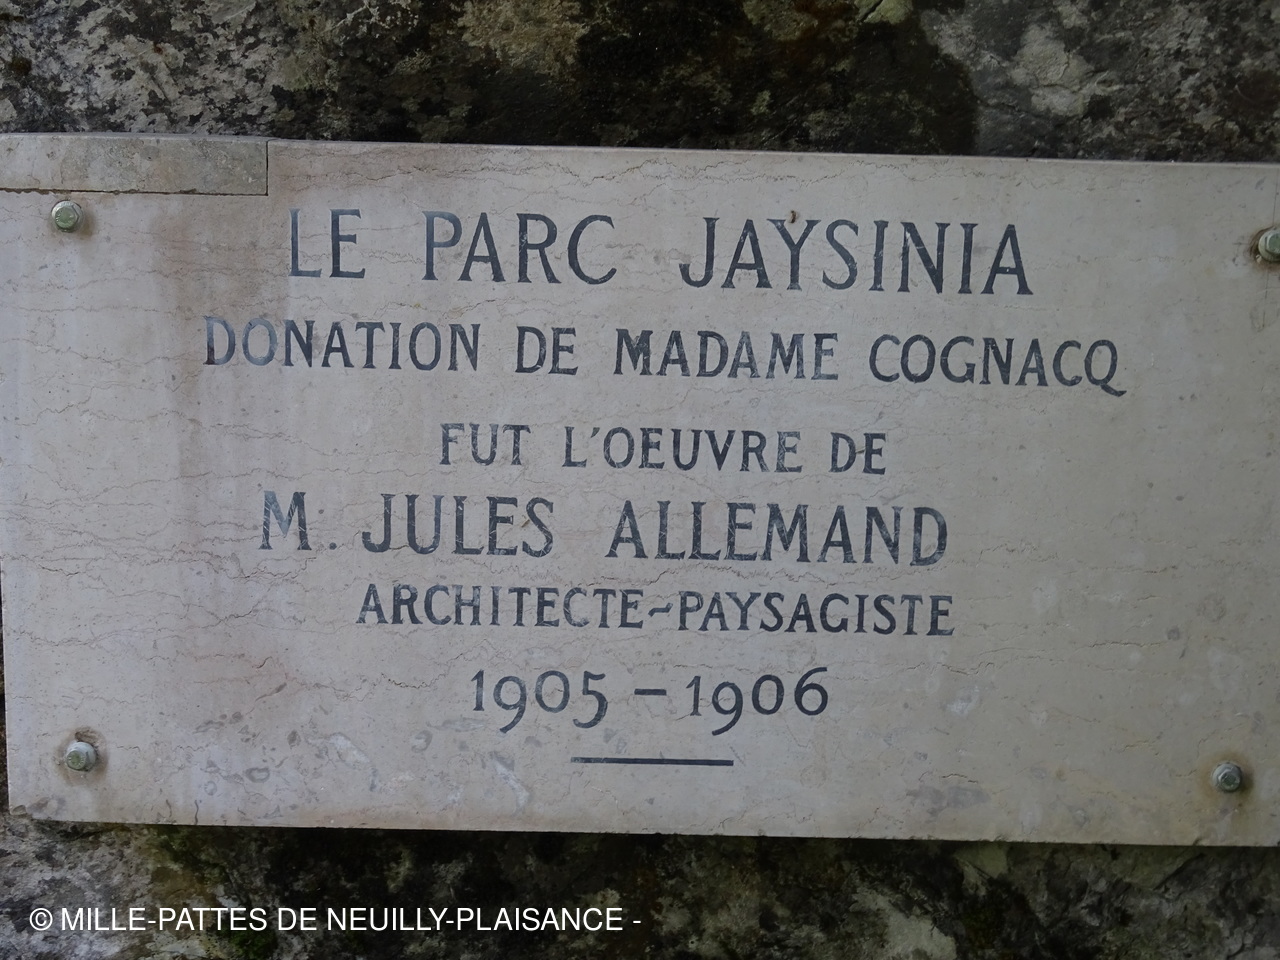 LE PARC JAYSINIA
DONATION DE MADAME COGNACQ
FUT L'OEUVRE DE
M. JULES ALLEMAND
ARCHITECTE-PAYSAGISTE
1905 - 1906
© MILLE-PATTES DE NEUILLY-PLAISANCE -